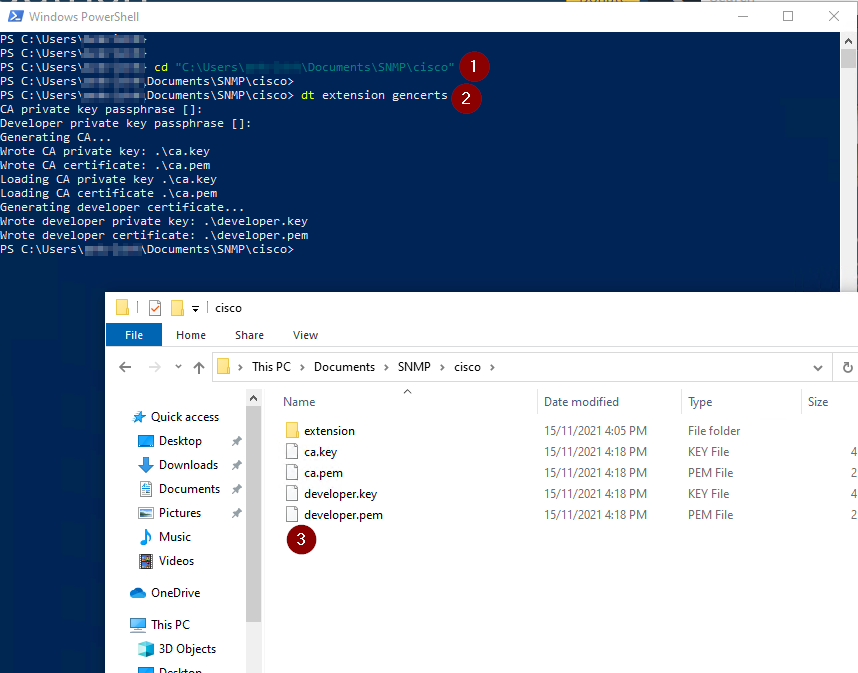 Windows PowerShell
PS C:\Users\
PS C:\Users\
PS C:\Users\ cd "C:\Users\ \Documents\SNMP\cisco" 1
PS C:\Users\ Documents\SNMP\cisco>
PS C:\Users\ Documents\SNMP\cisco> dt extension gencerts 2
CA private key passphrase []:
Developer private key passphrase []:
Generating CA...
Wrote CA private key: .\ca.key
Wrote CA certificate: .\ca.pem
Loading CA private key .\ca.key
Loading CA certificate .\ca.pem
Generating developer certificate...
Wrote developer private key: .\developer.key
Wrote developer certificate: .\developer.pem
PS C:\Users\ \Documents\SNMP\cisco>
cisco
File Home Share View
This PC > Documents > SNMP > cisco >
Name Date modified Type Size
Quick access
Desktop
Downloads
Documents
Pictures
Music
Videos
OneDrive
This PC
3D Objects
Desktop
extension 15/11/2021 4:05 PM File folder
ca.key 15/11/2021 4:18 PM KEY File 4
ca.pem 15/11/2021 4:18 PM PEM File 2
developer.key 15/11/2021 4:18 PM KEY File 4
developer.pem 15/11/2021 4:18 PM PEM File 2
3